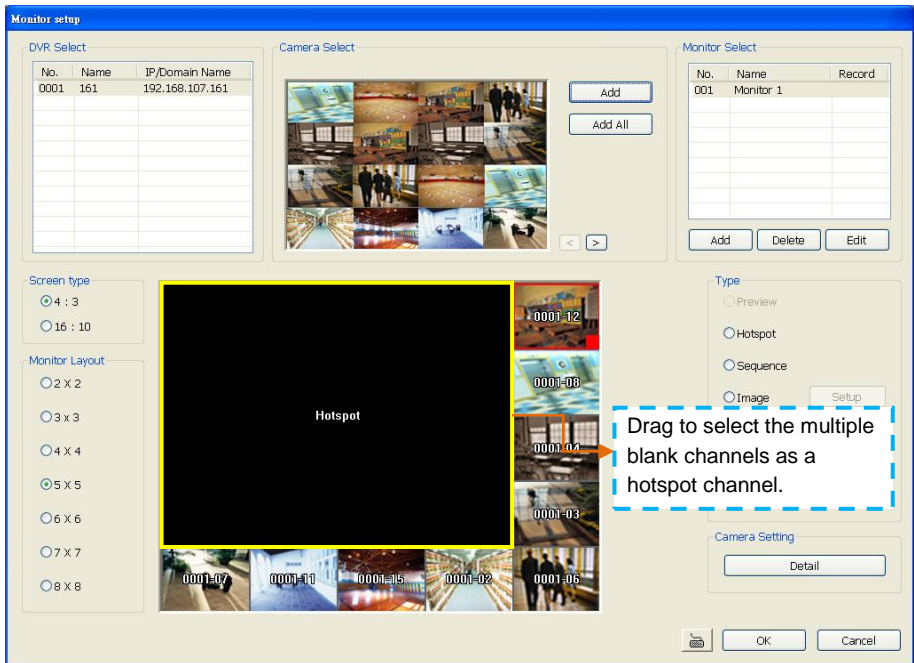 Monitor setup
DVR Select
No. Name IP/Domain Name
0001 161 192.168.107.161
Camera Select
Add
Add All
<
>
Monitor Select
No. Name Record
001 Monitor 1
Add Delete Edit
Screen type
4 : 3
16 : 10
Monitor Layout
2 X 2
3 x 3
4 X 4
5 X 5
6 X 6
7 X 7
8 X 8
Hotspot
0001-12
0001-08
0001-04
0001-03
0001-07 0001-11 0001-15 0001-02 0001-06
Type
Preview
Hotspot
Sequence
Image Setup
Drag to select the multiple
blank channels as a
hotspot channel.
Camera Setting
Detail
OK Cancel